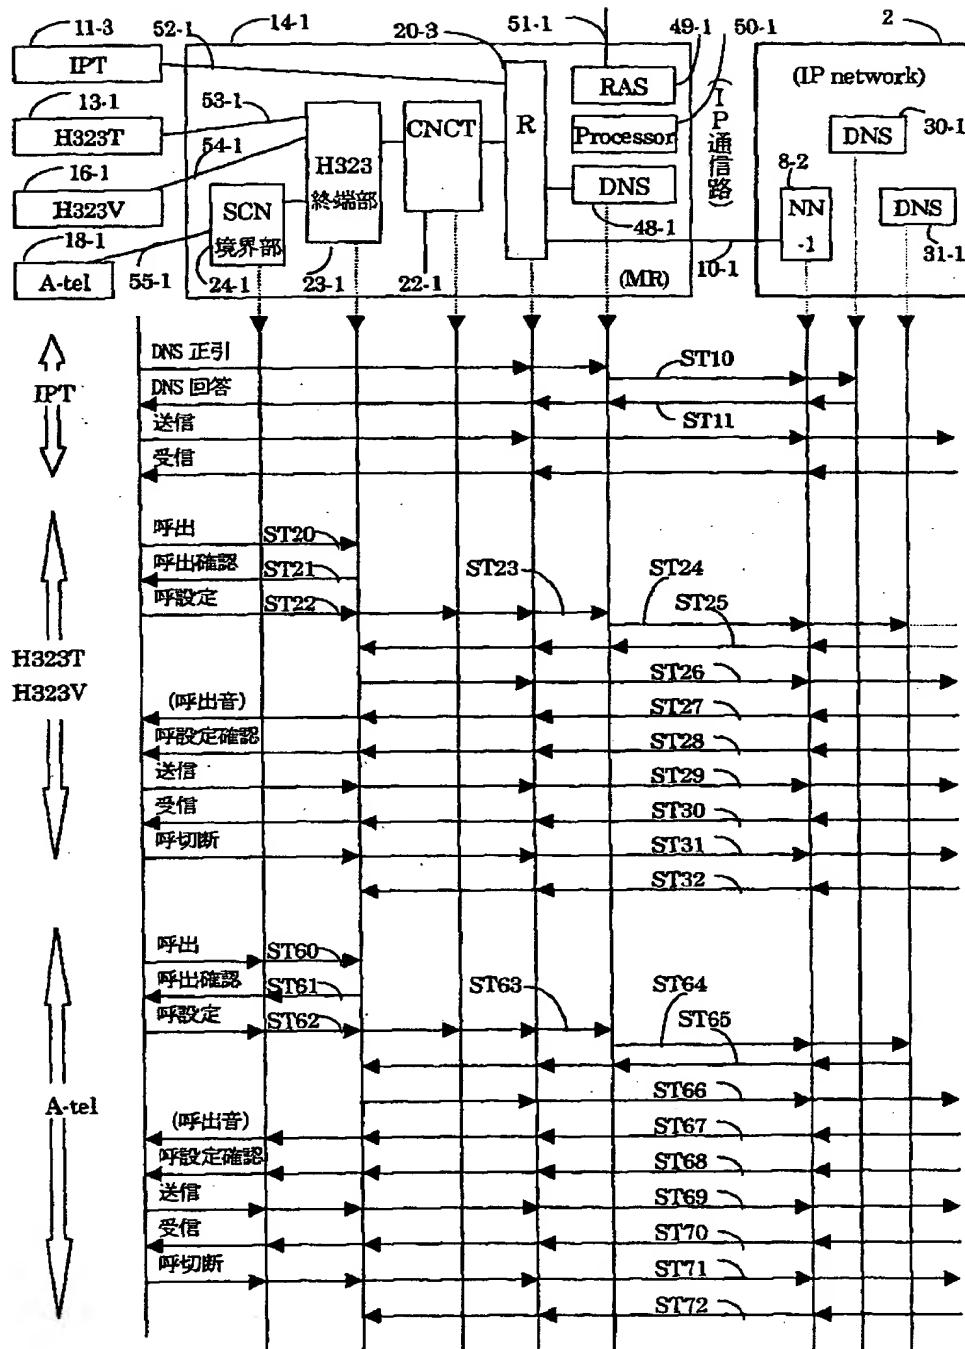 11-3
52-1
14-1
20-3
51-1
49-1
50-1
2
IPT
RAS
(IP network)
13-1
53-1
H323T
CNCT
R
Processor
(IP通信路)
DNS
30-1
54-1
16-1
H323
終端部
DNS
8-2
NN
-1
DNS
H323V
SCN
境界部
48-1
18-1
A-tel
55-1
24-1
23-1
22-1
(MR)
10-1
31-1
IPT
DNS 正引
ST10
DNS 回答
ST11
送信
受信
H323T
H323V
呼出
ST20
呼出確認
ST21
ST23
ST24
呼設定
ST22
ST25
ST26
(呼出音)
ST27
呼設定確認
ST28
送信
ST29
受信
ST30
呼切断
ST31
ST32
A-tel
呼出
ST60
呼出確認
ST61
ST63
ST64
呼設定
ST62
ST65
ST66
(呼出音)
ST67
呼設定確認
ST68
送信
ST69
受信
ST70
呼切断
ST71
ST72